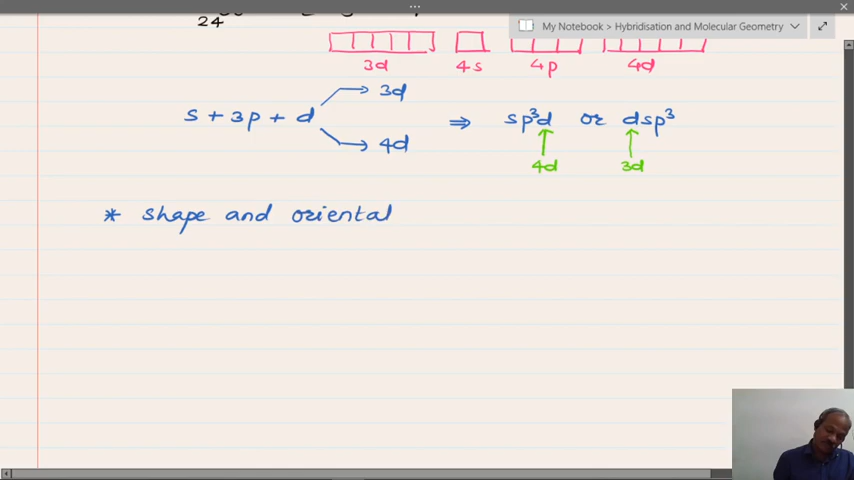 My Notebook > Hybridisation and Molecular Geometry
24
3d 4s 4p 4d
3d
s + 3p + d ⇒ sp³d or dsp³
4d
4d 3d
* shape and oriental